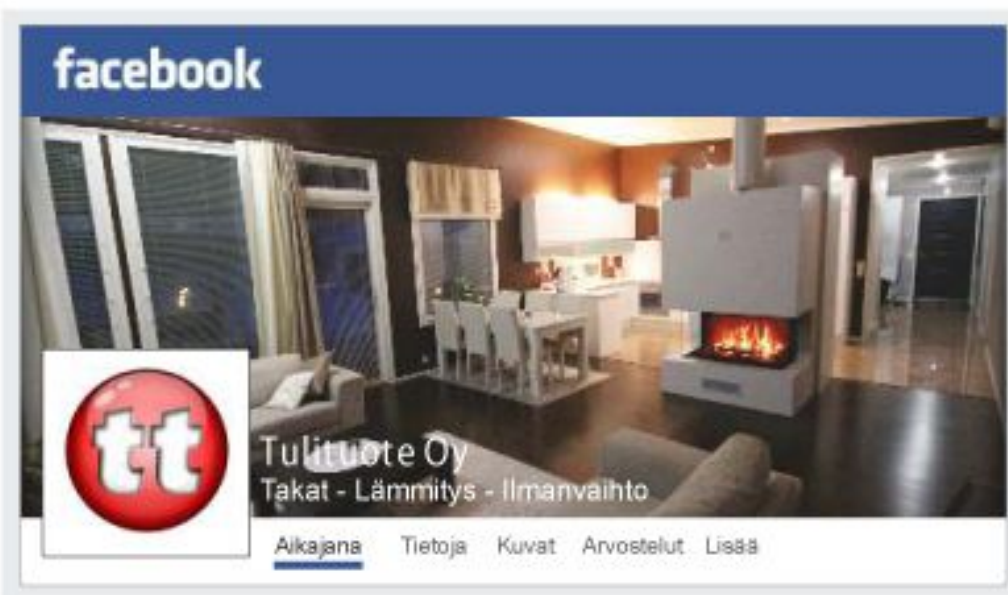 facebook
tt
Tulituote Oy
Takat - Lämmitys - Ilmanvaihto
Aikajana Tietoja Kuvat Arvostelut Lisää